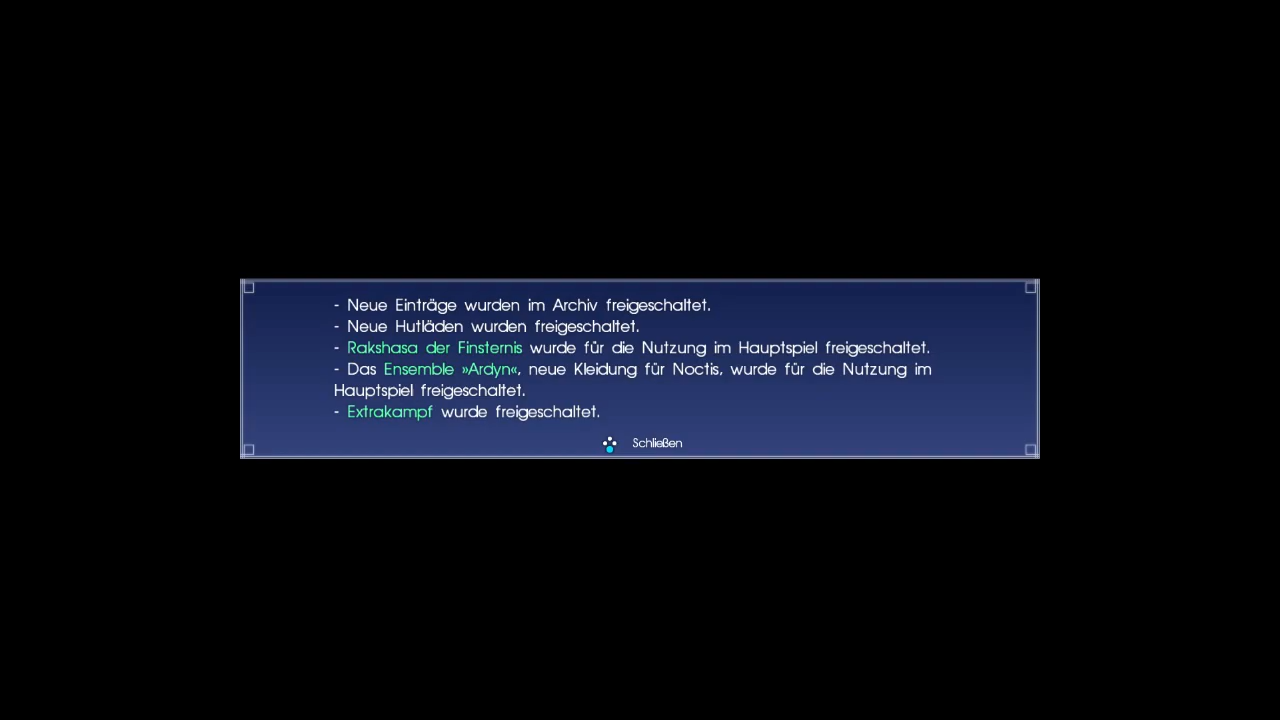 - Neue Einträge wurden im Archiv freigeschaltet.
- Neue Hutläden wurden freigeschaltet.
- Rakshasa der Finsternis wurde für die Nutzung im Hauptspiel freigeschaltet.
- Das Ensemble »Ardyn«, neue Kleidung für Noctis, wurde für die Nutzung im
Hauptspiel freigeschaltet.
- Extrakampf wurde freigeschaltet.
Schließen